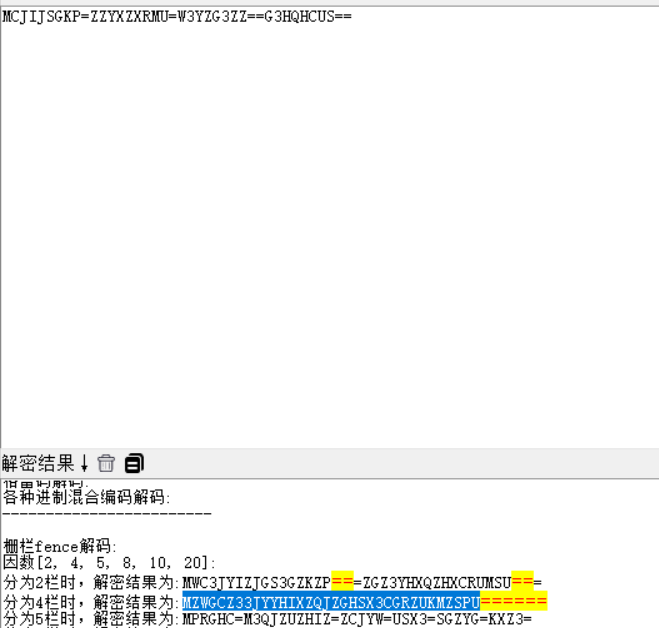 MCJIJSGKP=ZZYXZXRMU=W3YZG3ZZ==G3HQHCUS==
解密结果↓
各种进制混合编码解码:
-----------------------
栅栏fence解码:
因数[2, 4, 5, 8, 10, 20]:
分为2栏时，解密结果为:MWC3JYIZJGS3GZKZP===ZGZ3YHXQZHXCRUMSU===
分为4栏时，解密结果为:MZWGCZ33JYYHIXZQJZGHSX3CGRZUKMZSPU======
分为5栏时，解密结果为:MPRGHC=M3QJZUZHIZ=ZCJYW=USX3=SGZYG=KXZ3=